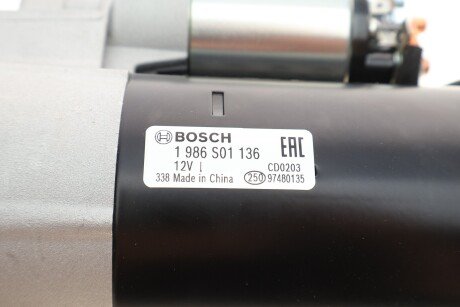 BOSCH
1 986 S01 136 EAC
12V [ CD0203
338 Made in China 250 97480135